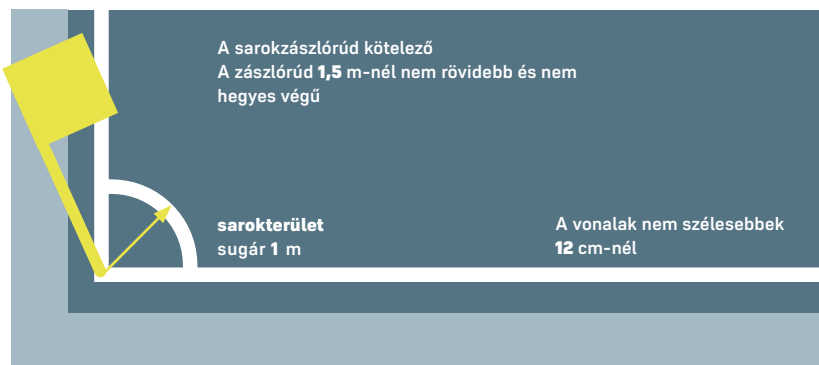 A sarokzászlórúd kötelező
A zászlórúd 1,5 m-nél nem rövidebb és nem
hegyes végű
sarokterület
sugár 1 m
A vonalak nem szélesebbek
12 cm-nél